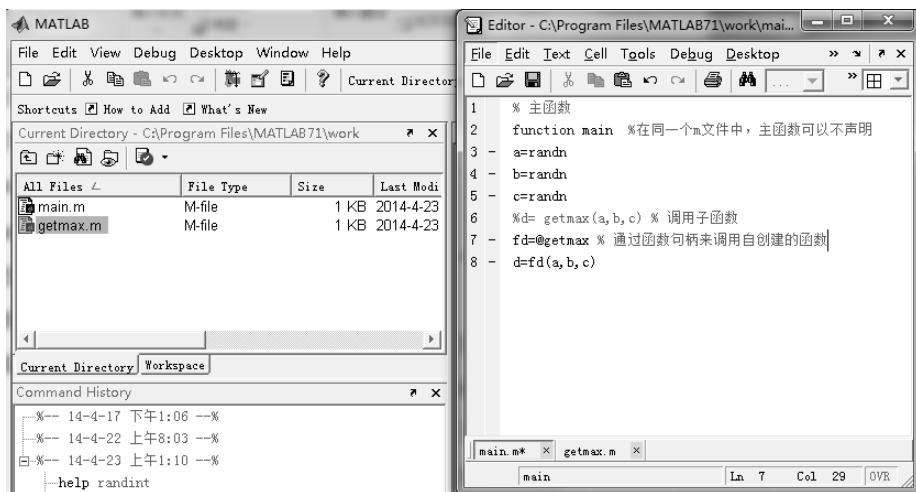 MATLAB
File Edit View Debug Desktop Window Help
Current Director
Shortcuts How to Add What's New
Current Directory - C:\Program Files\MATLAB71\work
All Files File Type Size Last Modi
main.m M-file 1 KB 2014-4-23
getmax.m M-file 1 KB 2014-4-23
Current Directory Workspace
Command History
%-- 14-4-17 下午1:06 --%
%-- 14-4-22 上午8:03 --%
%-- 14-4-23 上午1:10 --%
help randint
Editor - C:\Program Files\MATLAB71\work\mai...
File Edit Text Cell Tools Debug Desktop »
... »
1 % 主函数
2 function main %在同一个m文件中，主函数可以不声明
3 - a=randn
4 - b=randn
5 - c=randn
6 %d= getmax(a,b,c) % 调用子函数
7 - fd=@getmax % 通过函数句柄来调用自创建的函数
8 - d=fd(a,b,c)
main.m* × getmax.m ×
main Ln 7 Col 29 OVR